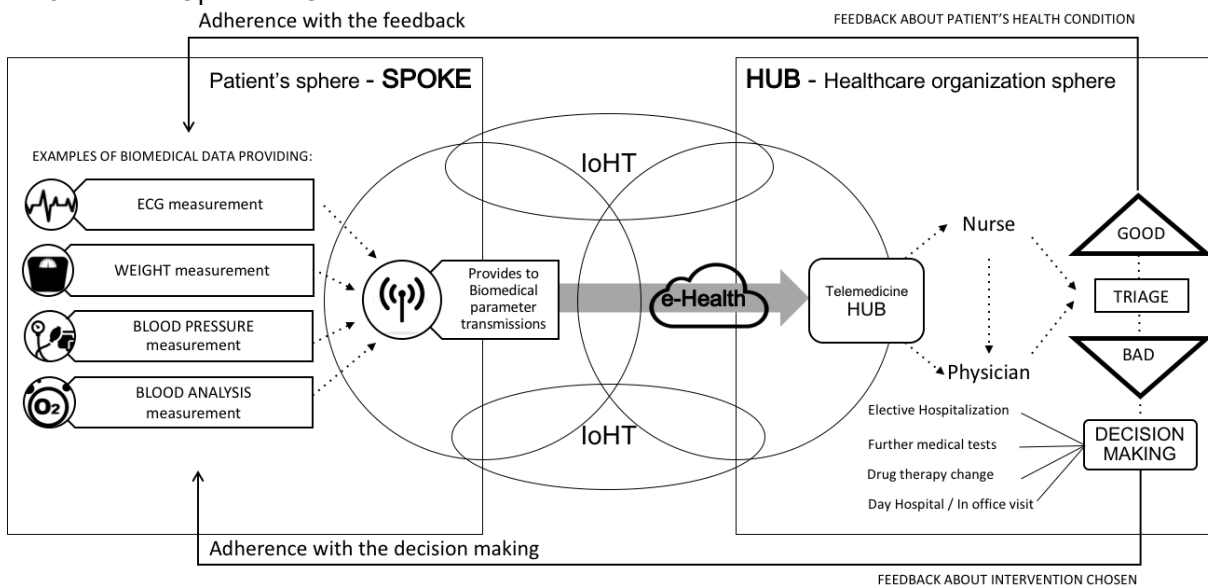 Adherence with the feedback
FEEDBACK ABOUT PATIENT'S HEALTH CONDITION
Patient's sphere - SPOKE
HUB - Healthcare organization sphere
EXAMPLES OF BIOMEDICAL DATA PROVIDING:
ECG measurement
WEIGHT measurement
BLOOD PRESSURE
measurement
BLOOD ANALYSIS
measurement
O2
Provides to
Biomedical
parameter
transmissions
IoHT
e-Health
IoHT
Telemedicine
HUB
Nurse
Physician
GOOD
TRIAGE
BAD
DECISION
MAKING
Elective Hospitalization
Further medical tests
Drug therapy change
Day Hospital / In office visit
Adherence with the decision making
FEEDBACK ABOUT INTERVENTION CHOSEN